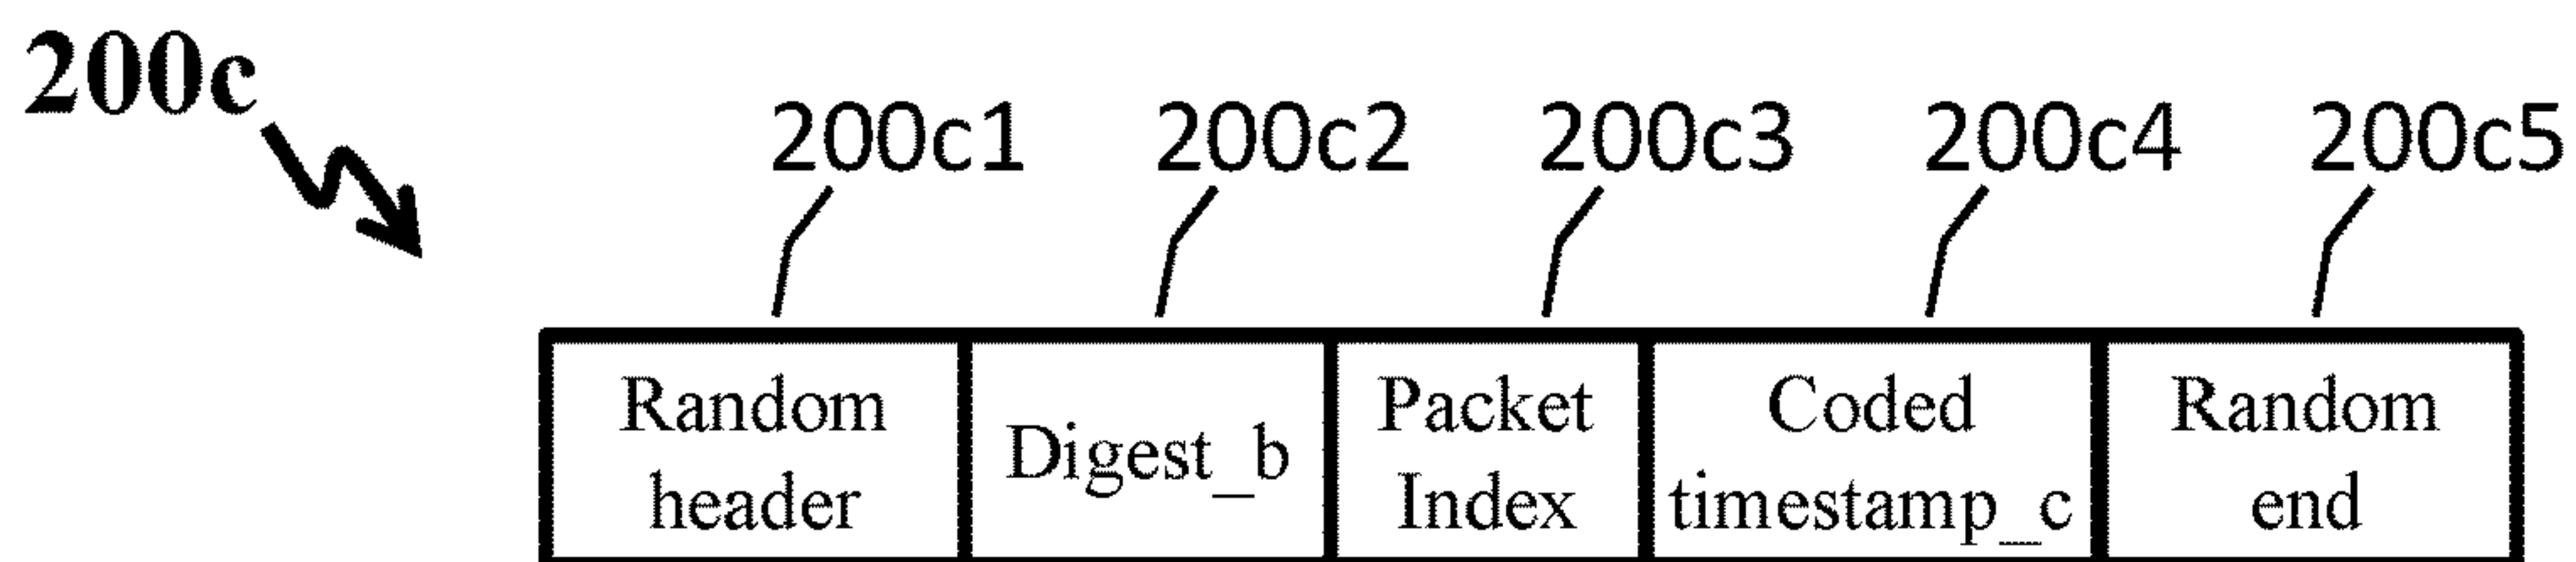 200c
200c1 200c2 200c3 200c4 200c5
Random header
Digest_b
Packet Index
Coded timestamp_c
Random end